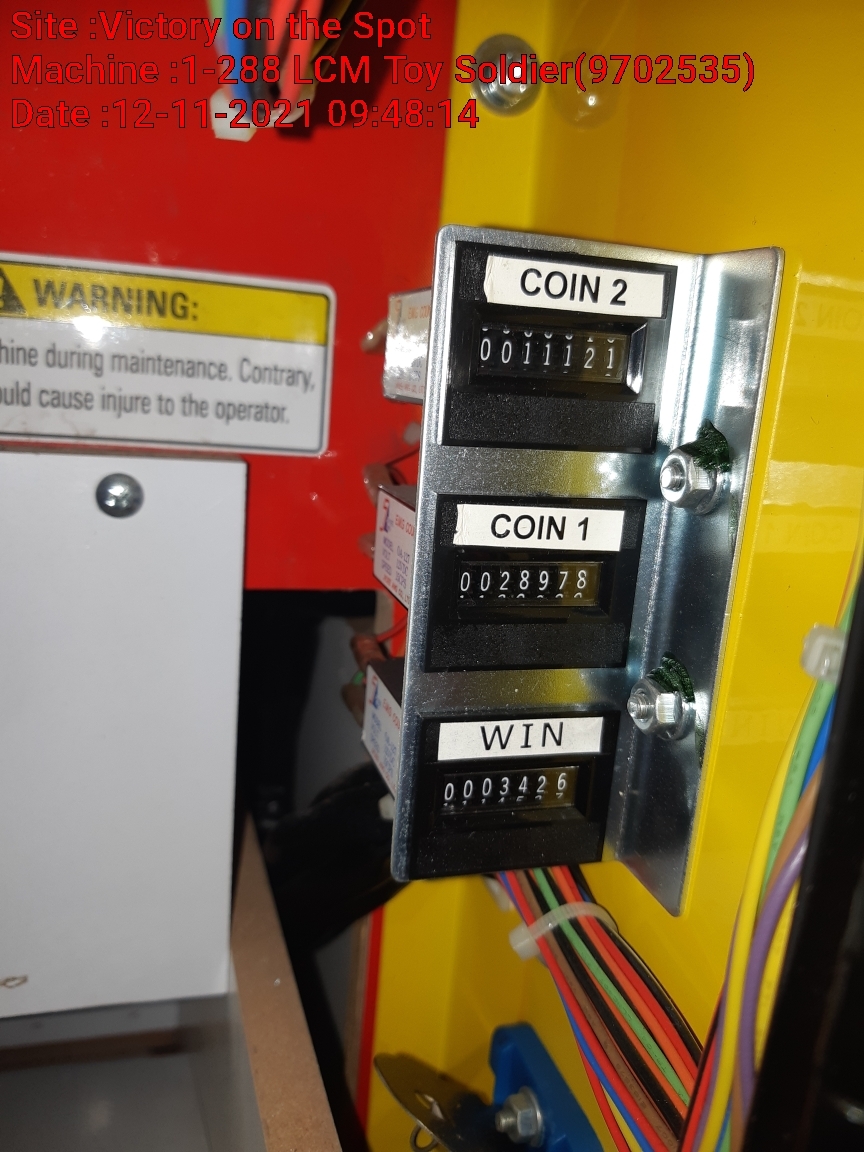 Site :Victory on the Spot
Machine :1-288 LCM Toy Soldier(9702535)
Date :12-11-2021 09:48:14
WARNING:
hine during maintenance. Contrary,
ould cause injure to the operator.
COIN 2
0011121
COIN 1
0028978
WIN
0003426